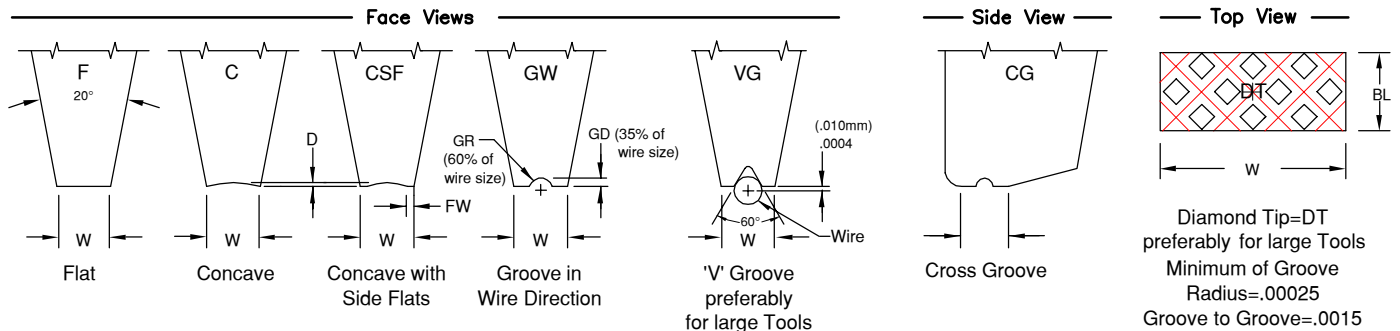 Face Views
Side View
Top View
F
20°
C
CSF
GW
VG
CG
DT
BL
D
GR
(60% of
wire size)
GD (35% of
wire size)
(.010mm)
.0004
FW
60°
Wire
W
W
W
W
W
W
Flat
Concave
Concave with
Side Flats
Groove in
Wire Direction
'V' Groove
preferably
for large Tools
Cross Groove
Diamond Tip=DT
preferably for large Tools
Minimum of Groove
Radius=.00025
Groove to Groove=.0015